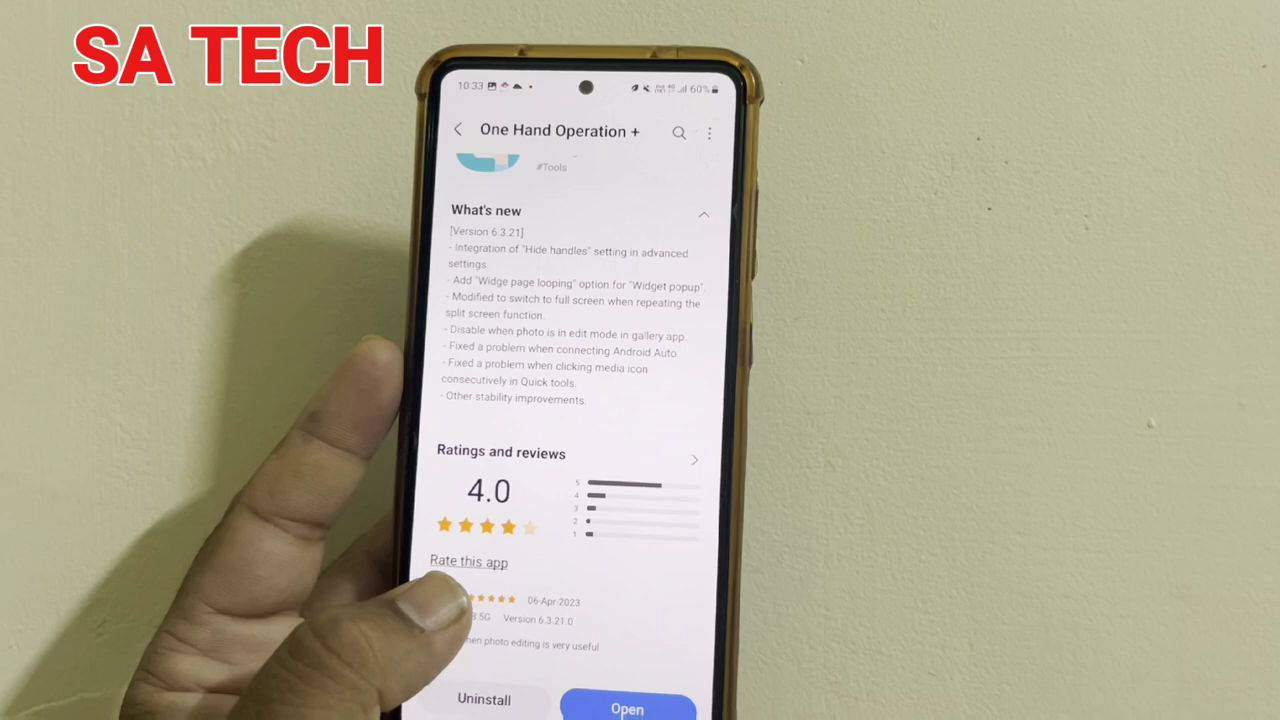 SA TECH
10:33 60%
One Hand Operation +
#Tools
What's new
[Version 6.3.21]
- Integration of "Hide handles" setting in advanced
settings.
- Add "Widge page looping" option for "Widget popup".
- Modified to switch to full screen when repeating the
split screen function.
- Disable when photo is in edit mode in gallery app.
- Fixed a problem when connecting Android Auto.
- Fixed a problem when clicking media icon
consecutively in Quick tools.
- Other stability improvements.
Ratings and reviews
4.0
5
4
3
2
1
Rate this app
06-Apr-2023
5G Version 6.3.21.0
photo editing is very useful
Uninstall
Open